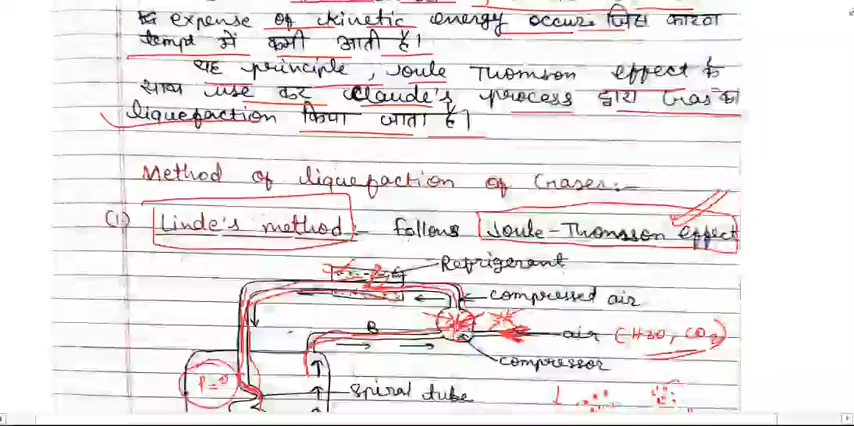 expense of kinetic energy occurs जिस कारण
tempt में कमी आती है।
यह principle, Joule Thomson effect के
साथ use कर Claude's process द्वारा Gas का
liquefaction किया जाता है।
Method of liquefaction of Gases:-
(1) Linde's method:- follows Joule-Thomson effect
Refrigerant
compressed air
B
air (H2O, CO2)
compressor
P=0
spiral tube